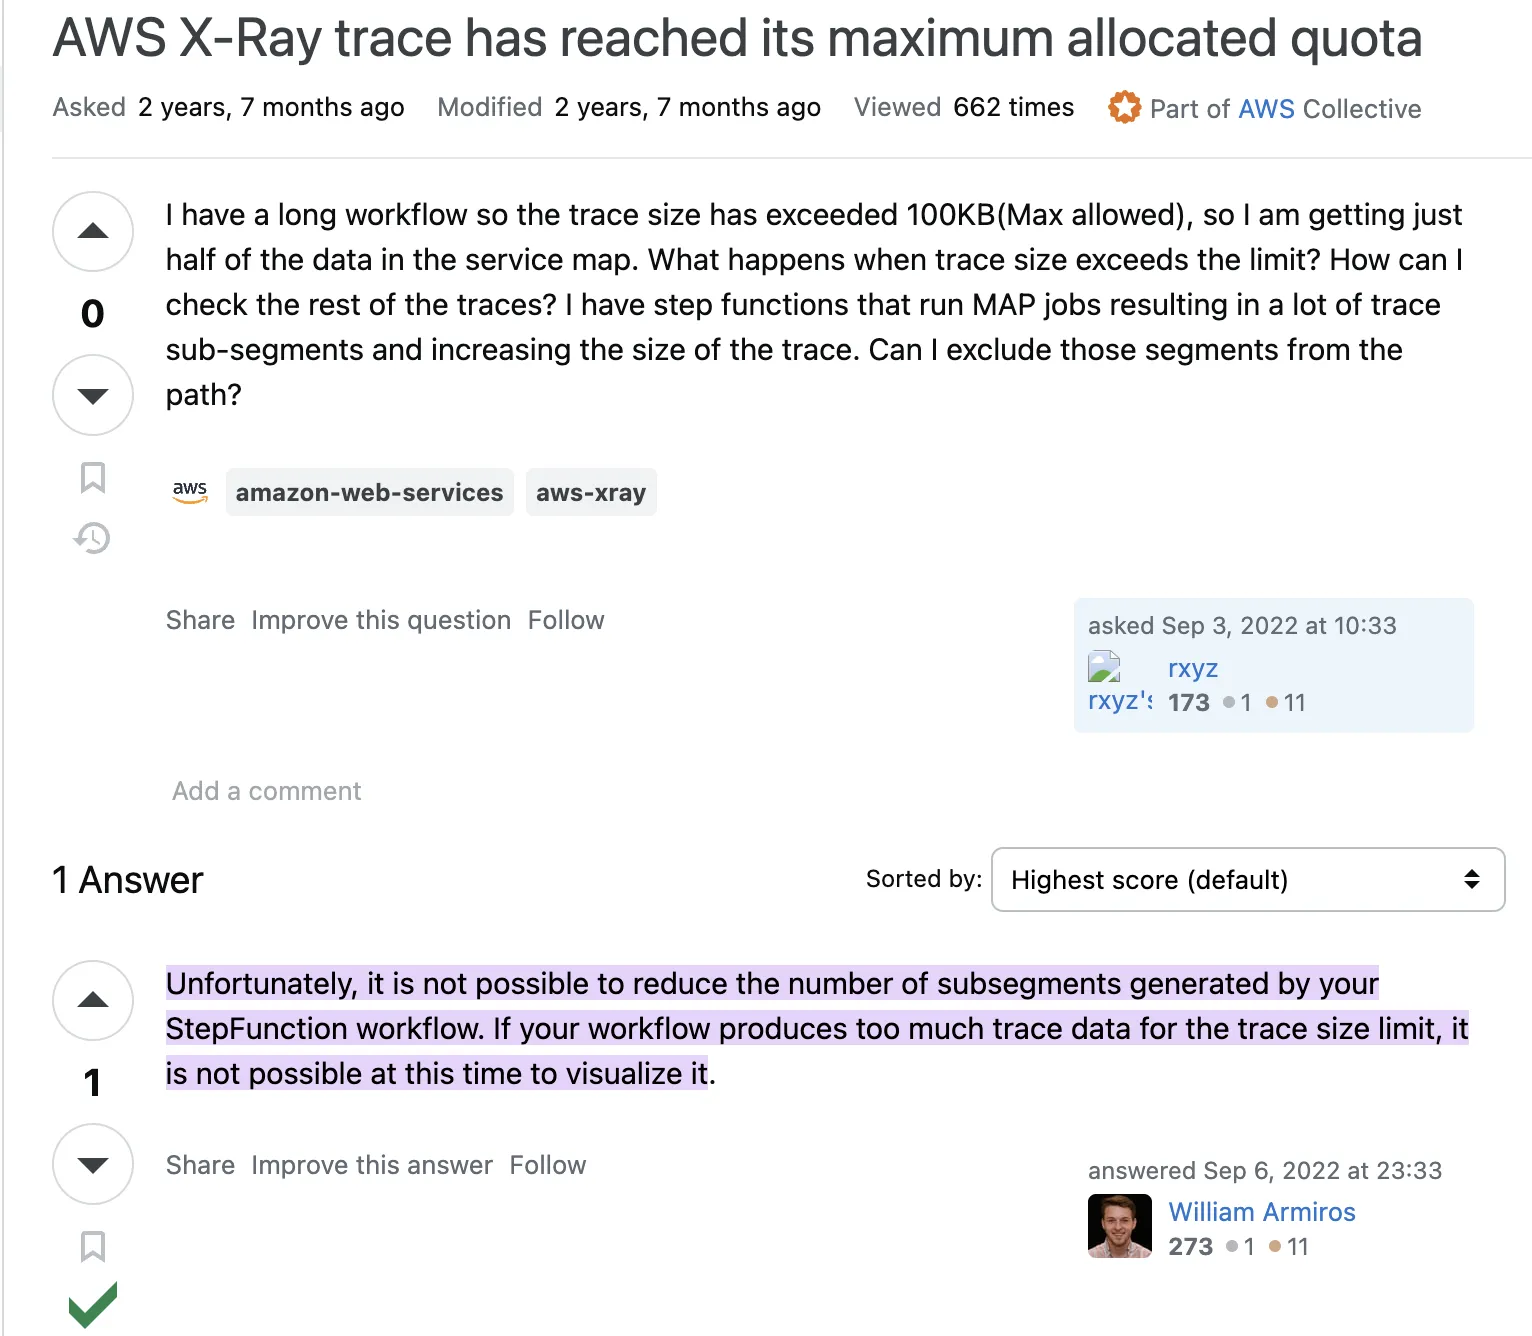 AWS X-Ray trace has reached its maximum allocated quota
Asked 2 years, 7 months ago Modified 2 years, 7 months ago Viewed 662 times Part of AWS Collective
I have a long workflow so the trace size has exceeded 100KB(Max allowed), so I am getting just
half of the data in the service map. What happens when trace size exceeds the limit? How can I
check the rest of the traces? I have step functions that run MAP jobs resulting in a lot of trace
sub-segments and increasing the size of the trace. Can I exclude those segments from the
path?
0
aws amazon-web-services aws-xray
Share Improve this question Follow
asked Sep 3, 2022 at 10:33
rxyz
rxyz's 173 1 11
Add a comment
1 Answer
Sorted by: Highest score (default)
Unfortunately, it is not possible to reduce the number of subsegments generated by your
StepFunction workflow. If your workflow produces too much trace data for the trace size limit, it
is not possible at this time to visualize it.
1
Share Improve this answer Follow
answered Sep 6, 2022 at 23:33
William Armiros
273 1 11